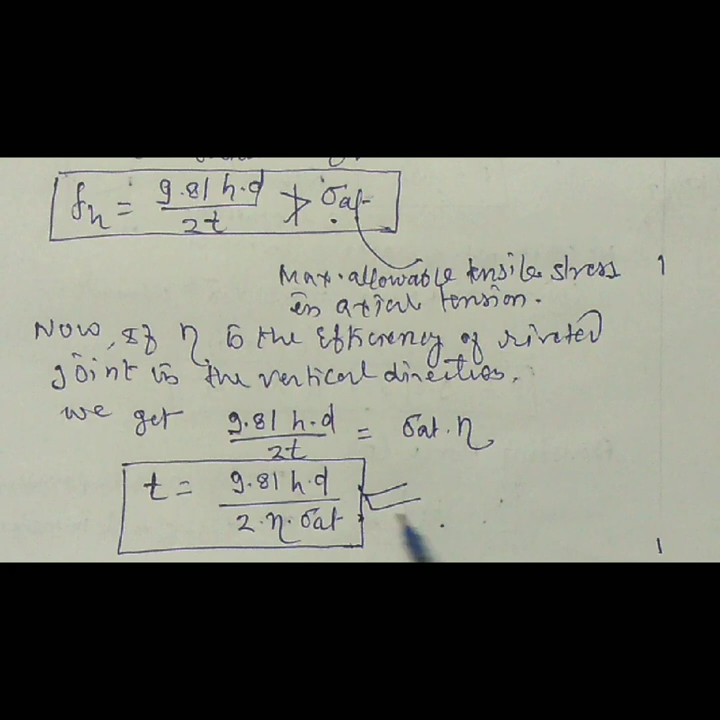 fh = 9.81 h.d / 2t ≯ σat
Max. allowable tensile stress
in axial tension.
Now, if η is the efficiency of riveted
joint in the vertical direction,
we get 9.81 h.d / 2t = σat.η
t = 9.81 h.d / 2.η.σat